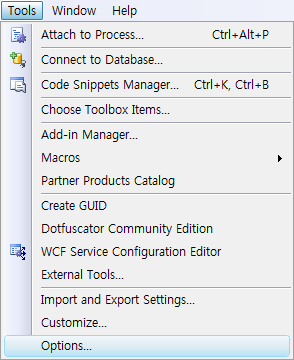 Tools Window Help
Attach to Process... Ctrl+Alt+P
Connect to Database...
Code Snippets Manager... Ctrl+K, Ctrl+B
Choose Toolbox Items...
Add-in Manager...
Macros
Partner Products Catalog
Create GUID
Dotfuscator Community Edition
WCF Service Configuration Editor
External Tools...
Import and Export Settings...
Customize...
Options...